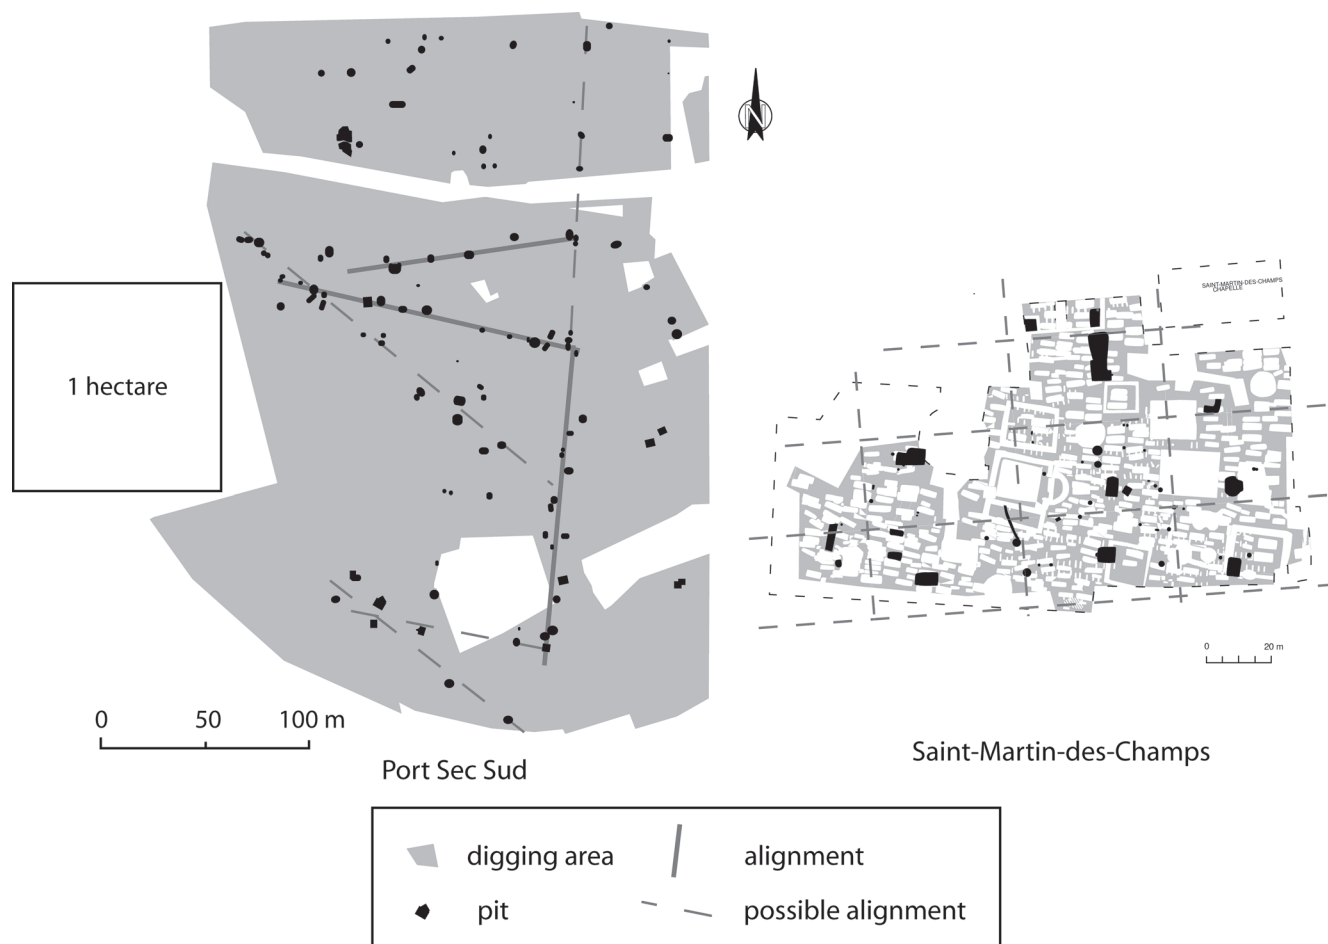 N
SAINT-MARTIN-DES-CHAMPS
CHAPELLE
1 hectare
0 20 m
0 50 100 m
Port Sec Sud
Saint-Martin-des-Champs
digging area
alignment
pit
possible alignment